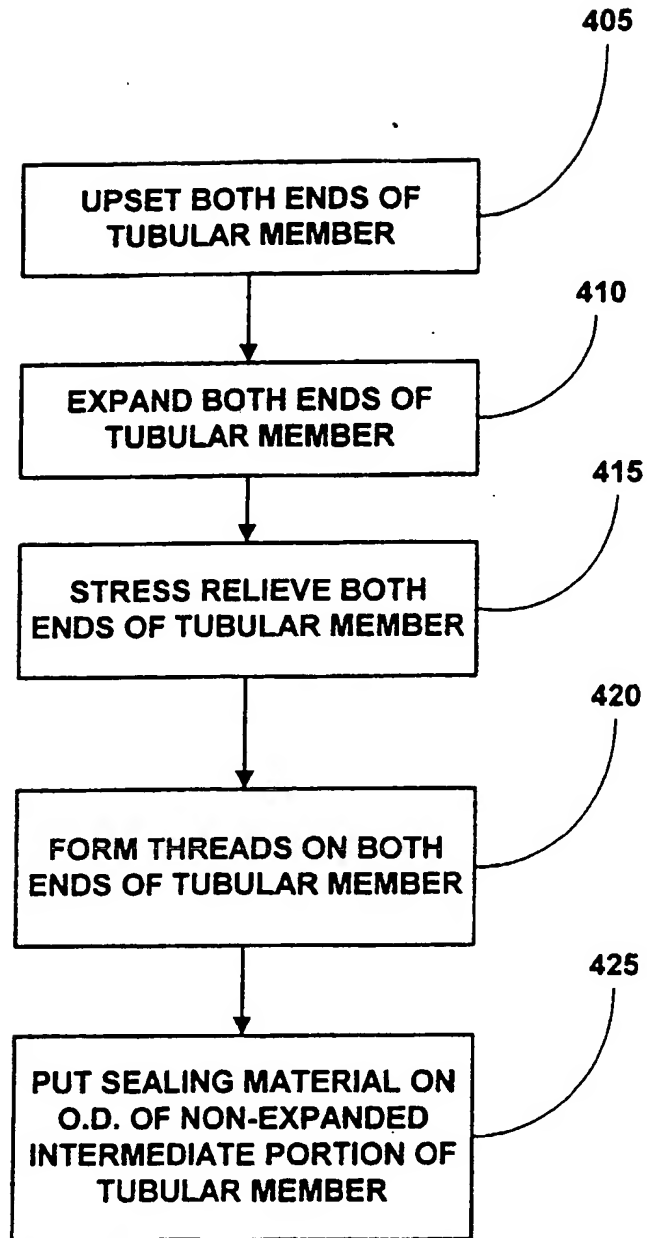 405
UPSET BOTH ENDS OF
TUBULAR MEMBER
410
EXPAND BOTH ENDS OF
TUBULAR MEMBER
415
STRESS RELIEVE BOTH
ENDS OF TUBULAR MEMBER
420
FORM THREADS ON BOTH
ENDS OF TUBULAR MEMBER
425
PUT SEALING MATERIAL ON
O.D. OF NON-EXPANDED
INTERMEDIATE PORTION OF
TUBULAR MEMBER